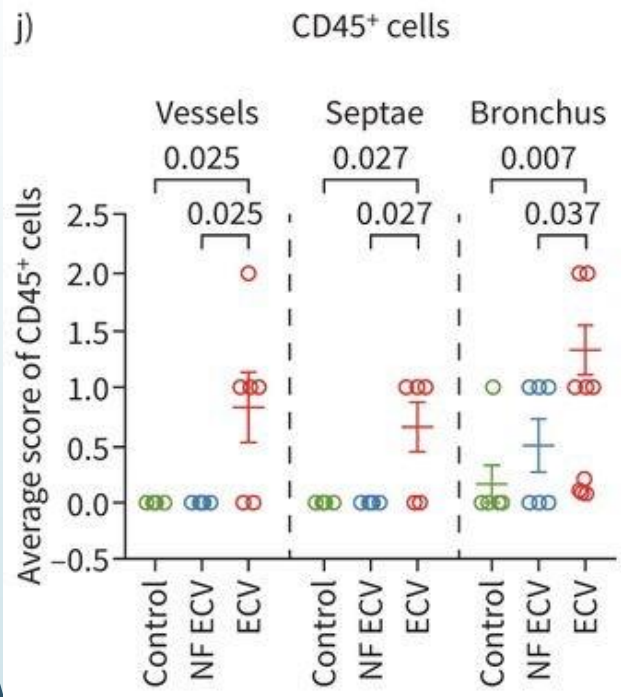 j)
CD45⁺ cells
Vessels Septae Bronchus
0.025 0.027 0.007
0.025 0.027 0.037
Average score of CD45⁺ cells
2.5
2.0
1.5
1.0
0.5
0.0
–0.5
Control
NF ECV
ECV
Control
NF ECV
ECV
Control
NF ECV
ECV